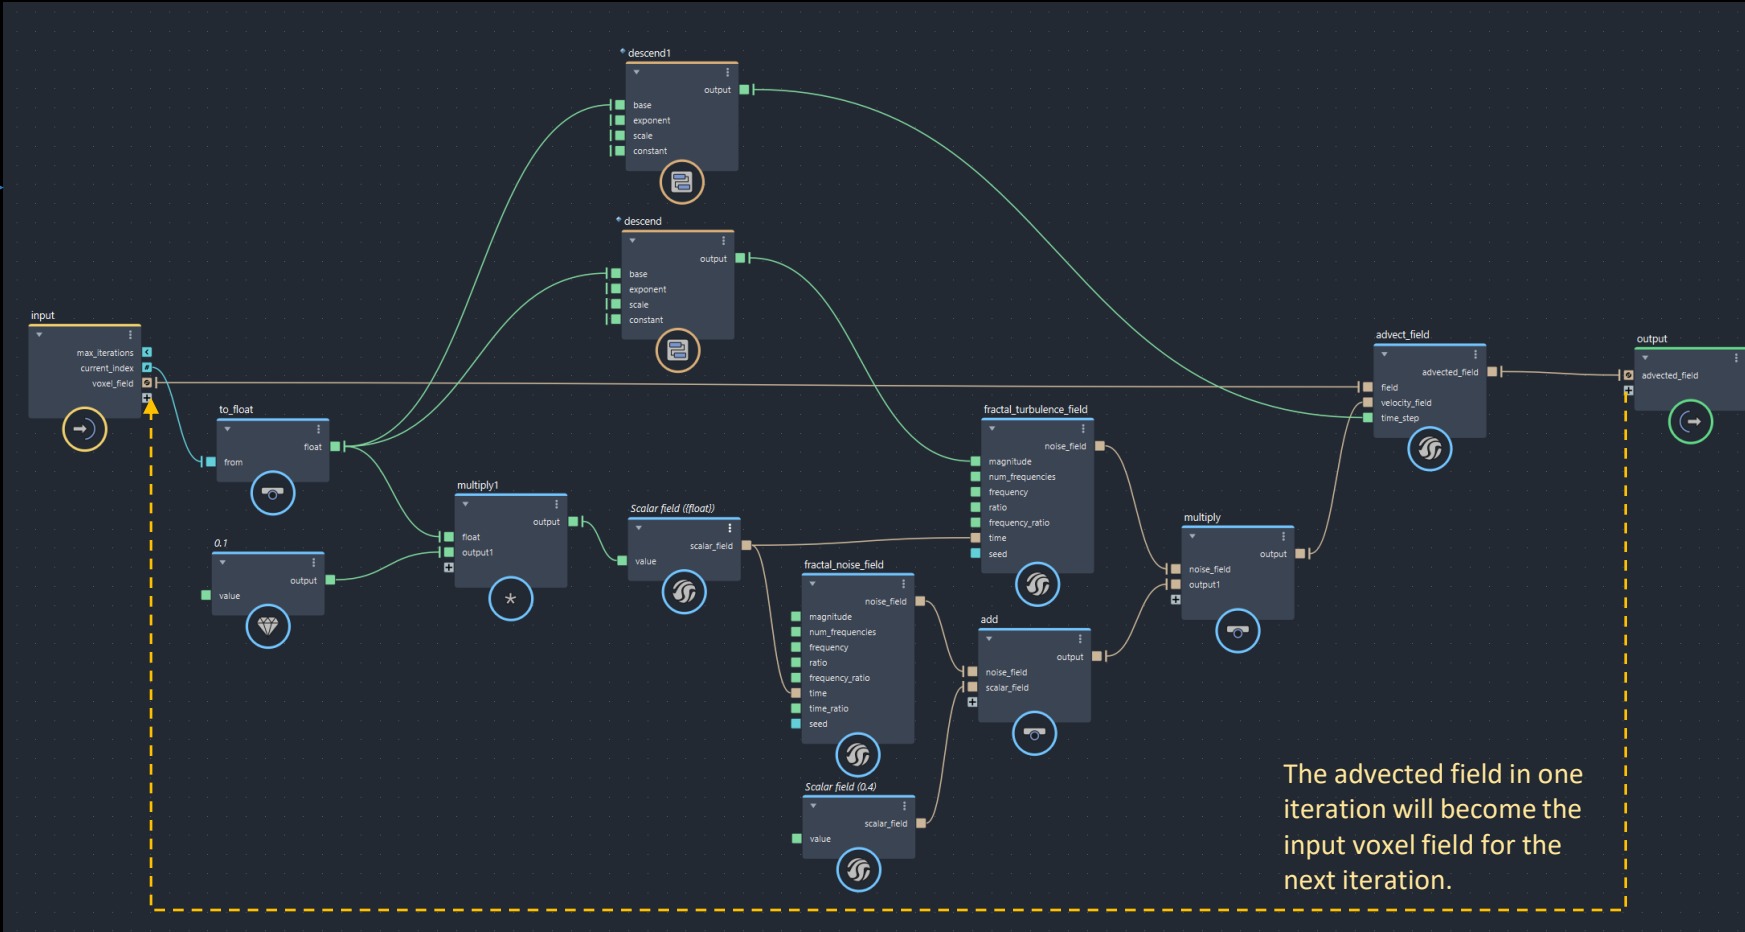 descend1
output
base
exponent
scale
constant
descend
output
base
exponent
scale
constant
input
max_iterations
current_index
voxel_field
to_float
float
from
0.1
output
value
multiply1
output
float
output1
Scalar field ({float})
scalar_field
value
fractal_noise_field
noise_field
magnitude
num_frequencies
frequency
ratio
frequency_ratio
time
time_ratio
seed
Scalar field (0.4)
scalar_field
value
fractal_turbulence_field
noise_field
magnitude
num_frequencies
frequency
ratio
frequency_ratio
time
seed
add
output
noise_field
scalar_field
multiply
output
noise_field
output1
advect_field
advected_field
field
velocity_field
time_step
output
advected_field
The advected field in one
iteration will become the
input voxel field for the
next iteration.